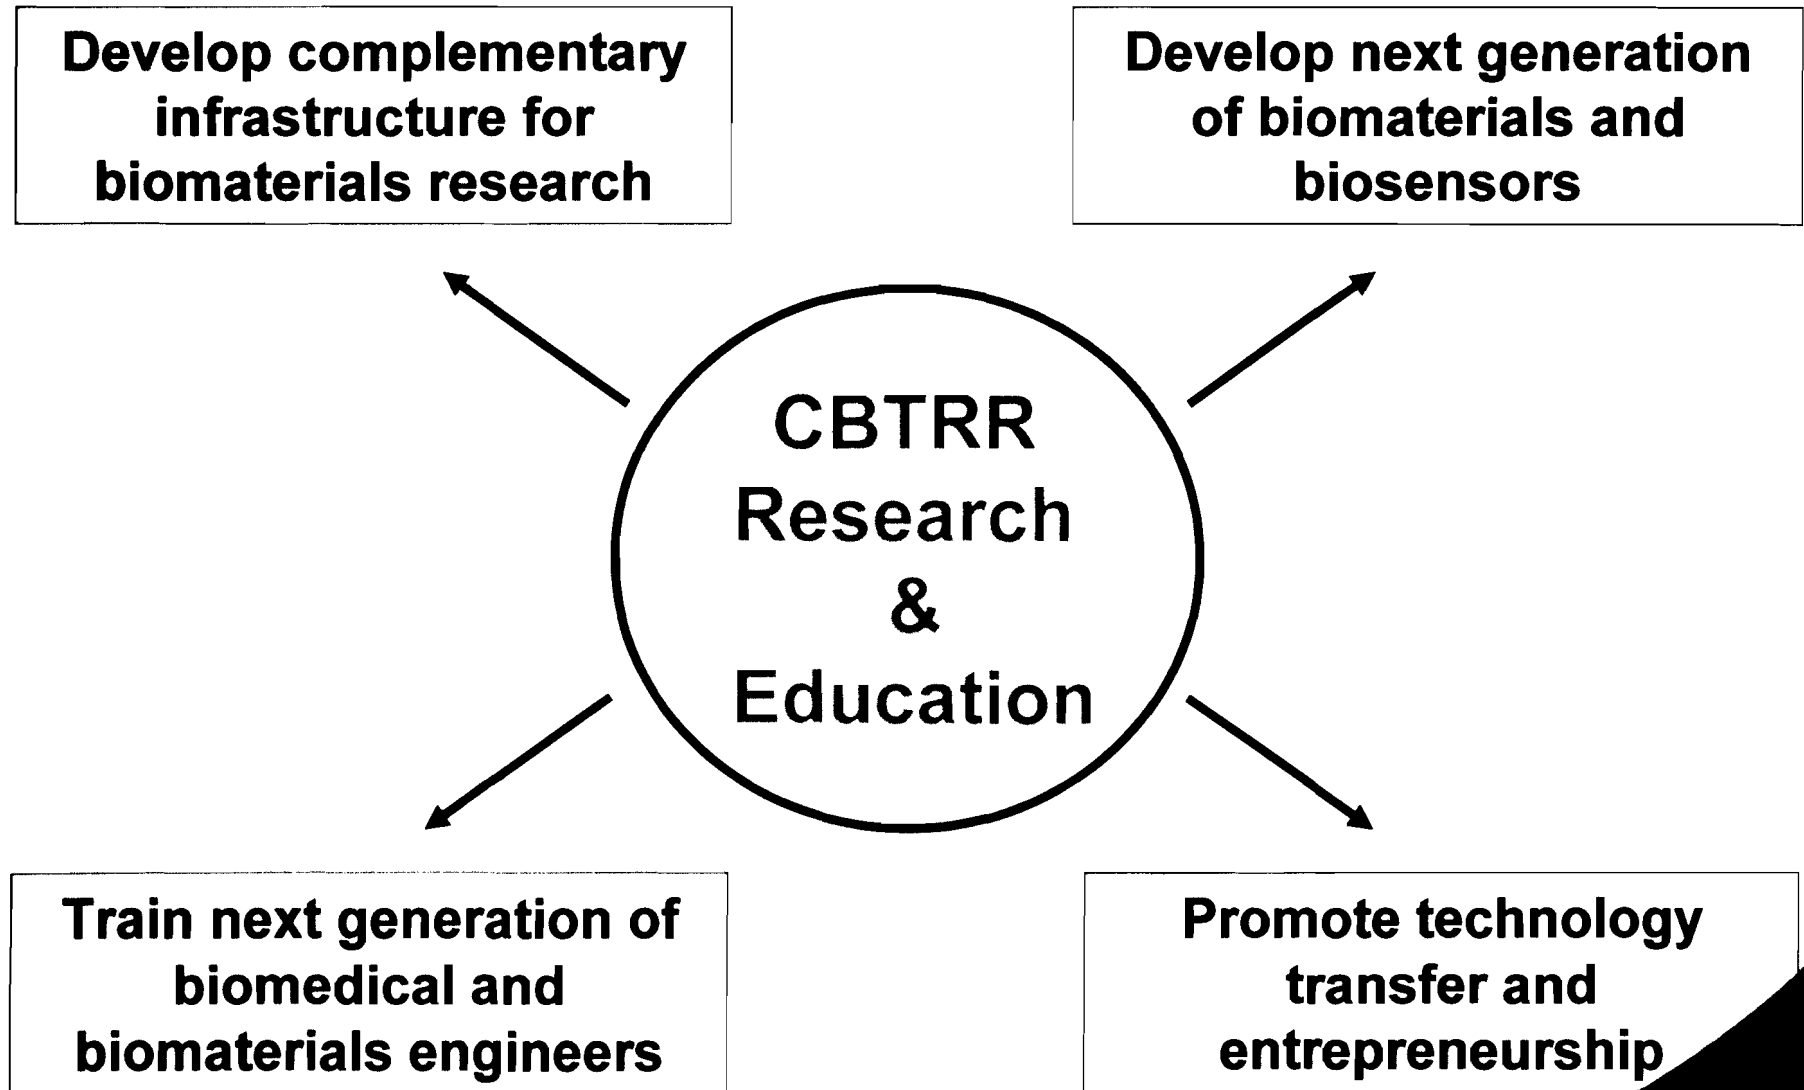 Develop complementary
infrastructure for
biomaterials research
Develop next generation
of biomaterials and
biosensors
CBTRR
Research
&
Education
Train next generation of
biomedical and
biomaterials engineers
Promote technology
transfer and
entrepreneurship